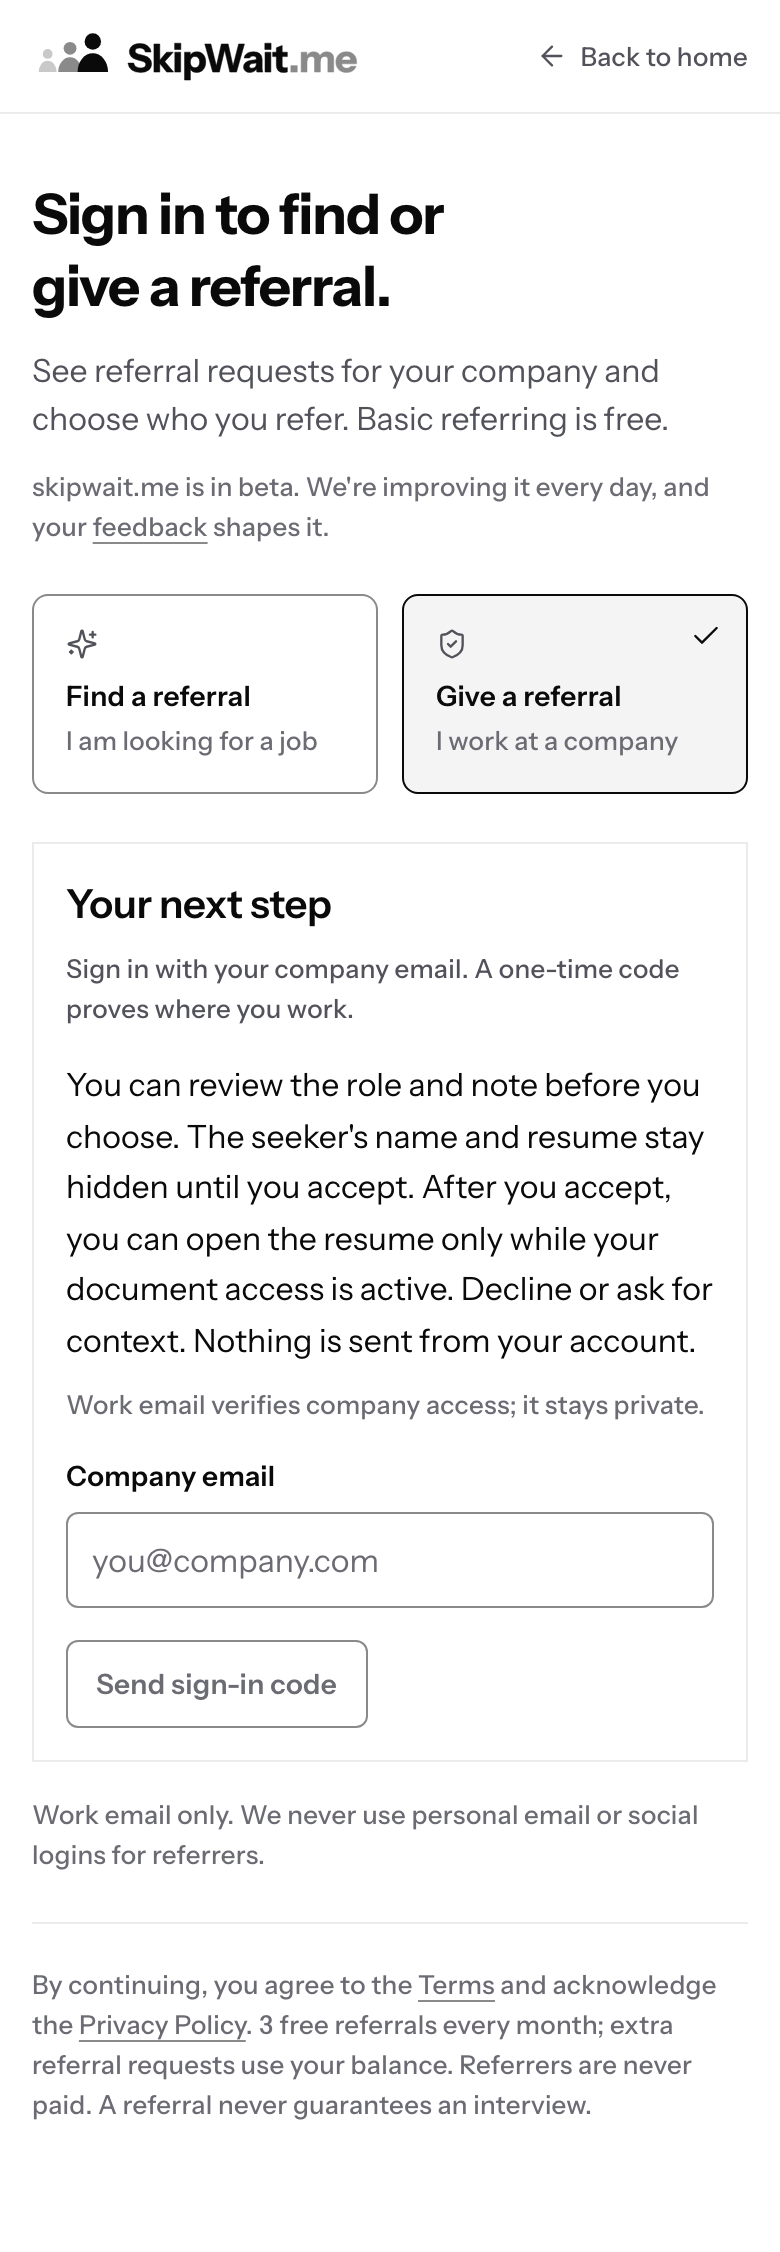 SkipWait.me
Back to home
Sign in to find or
give a referral.
See referral requests for your company and
choose who you refer. Basic referring is free.
skipwait.me is in beta. We're improving it every day, and
your feedback shapes it.
Find a referral
I am looking for a job
Give a referral
I work at a company
Your next step
Sign in with your company email. A one-time code
proves where you work.
You can review the role and note before you
choose. The seeker's name and resume stay
hidden until you accept. After you accept,
you can open the resume only while your
document access is active. Decline or ask for
context. Nothing is sent from your account.
Work email verifies company access; it stays private.
Company email
you@company.com
Send sign-in code
Work email only. We never use personal email or social
logins for referrers.
By continuing, you agree to the Terms and acknowledge
the Privacy Policy. 3 free referrals every month; extra
referral requests use your balance. Referrers are never
paid. A referral never guarantees an interview.